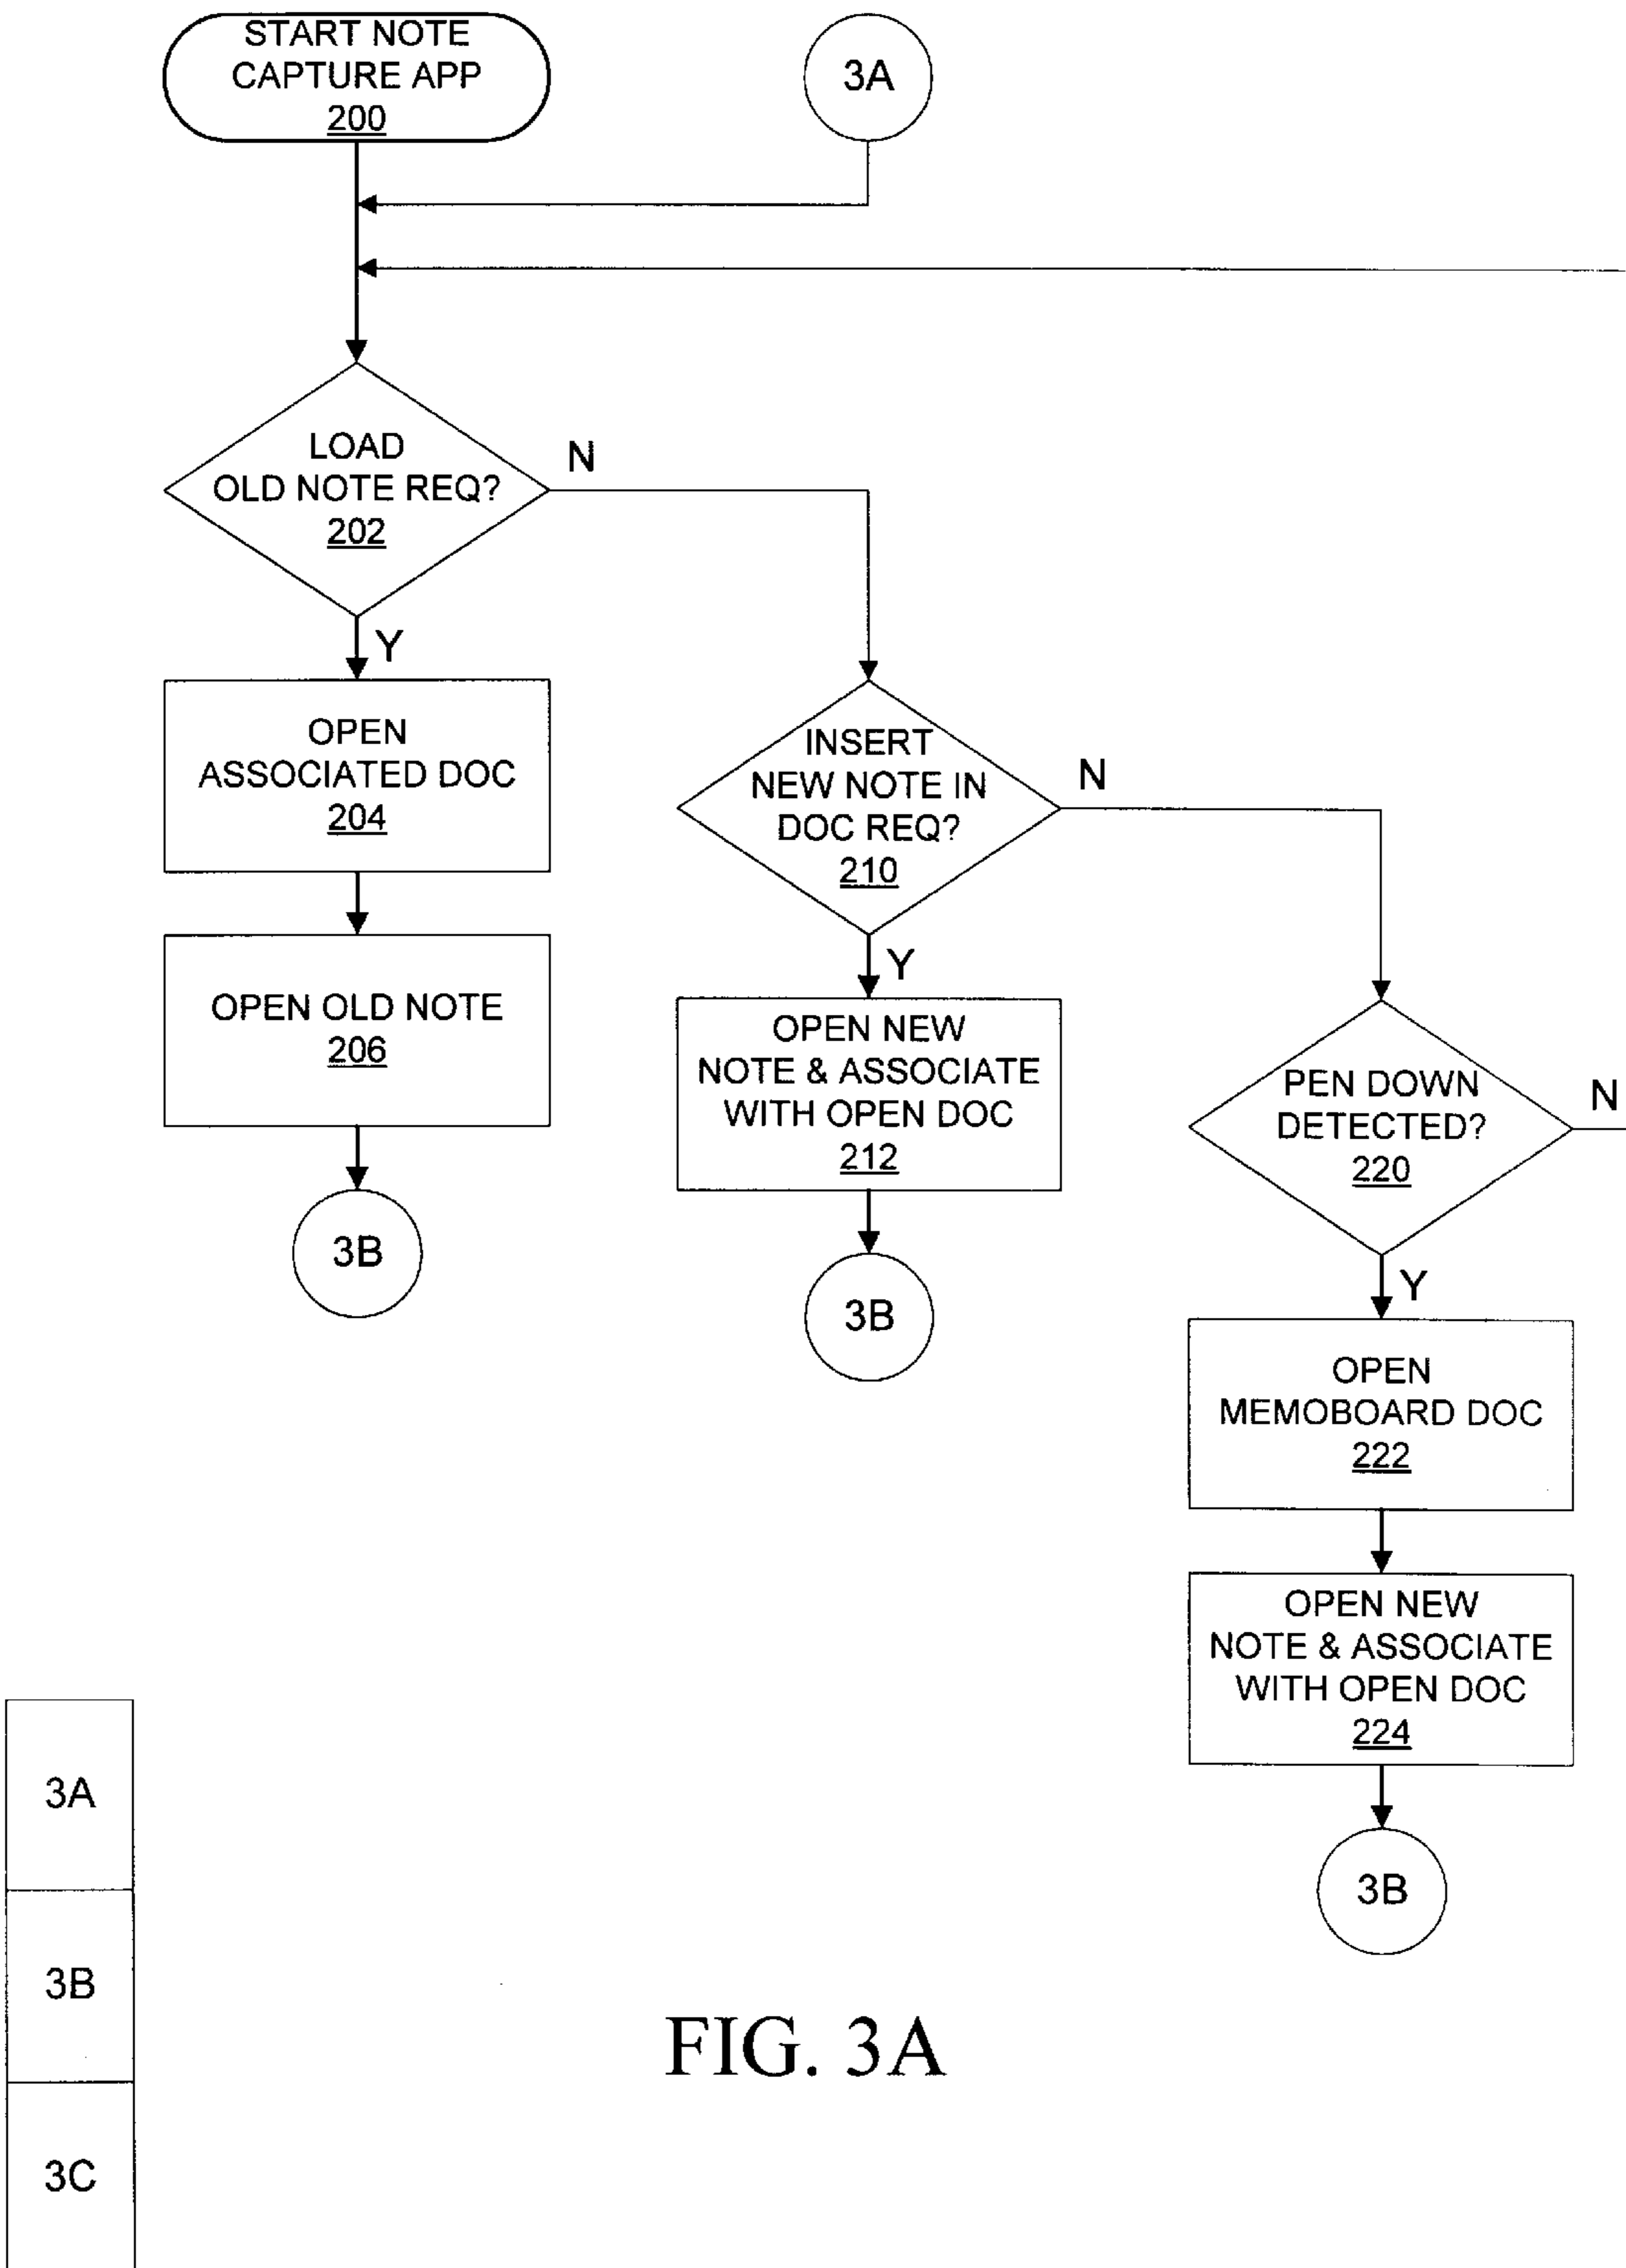 START NOTE
CAPTURE APP
200
3A
LOAD
OLD NOTE REQ?
202
N
Y
OPEN
ASSOCIATED DOC
204
OPEN OLD NOTE
206
3B
INSERT
NEW NOTE IN
DOC REQ?
210
N
Y
OPEN NEW
NOTE & ASSOCIATE
WITH OPEN DOC
212
3B
PEN DOWN
DETECTED?
220
N
Y
OPEN
MEMOBOARD DOC
222
OPEN NEW
NOTE & ASSOCIATE
WITH OPEN DOC
224
3B
3A
3B
3C
FIG. 3A